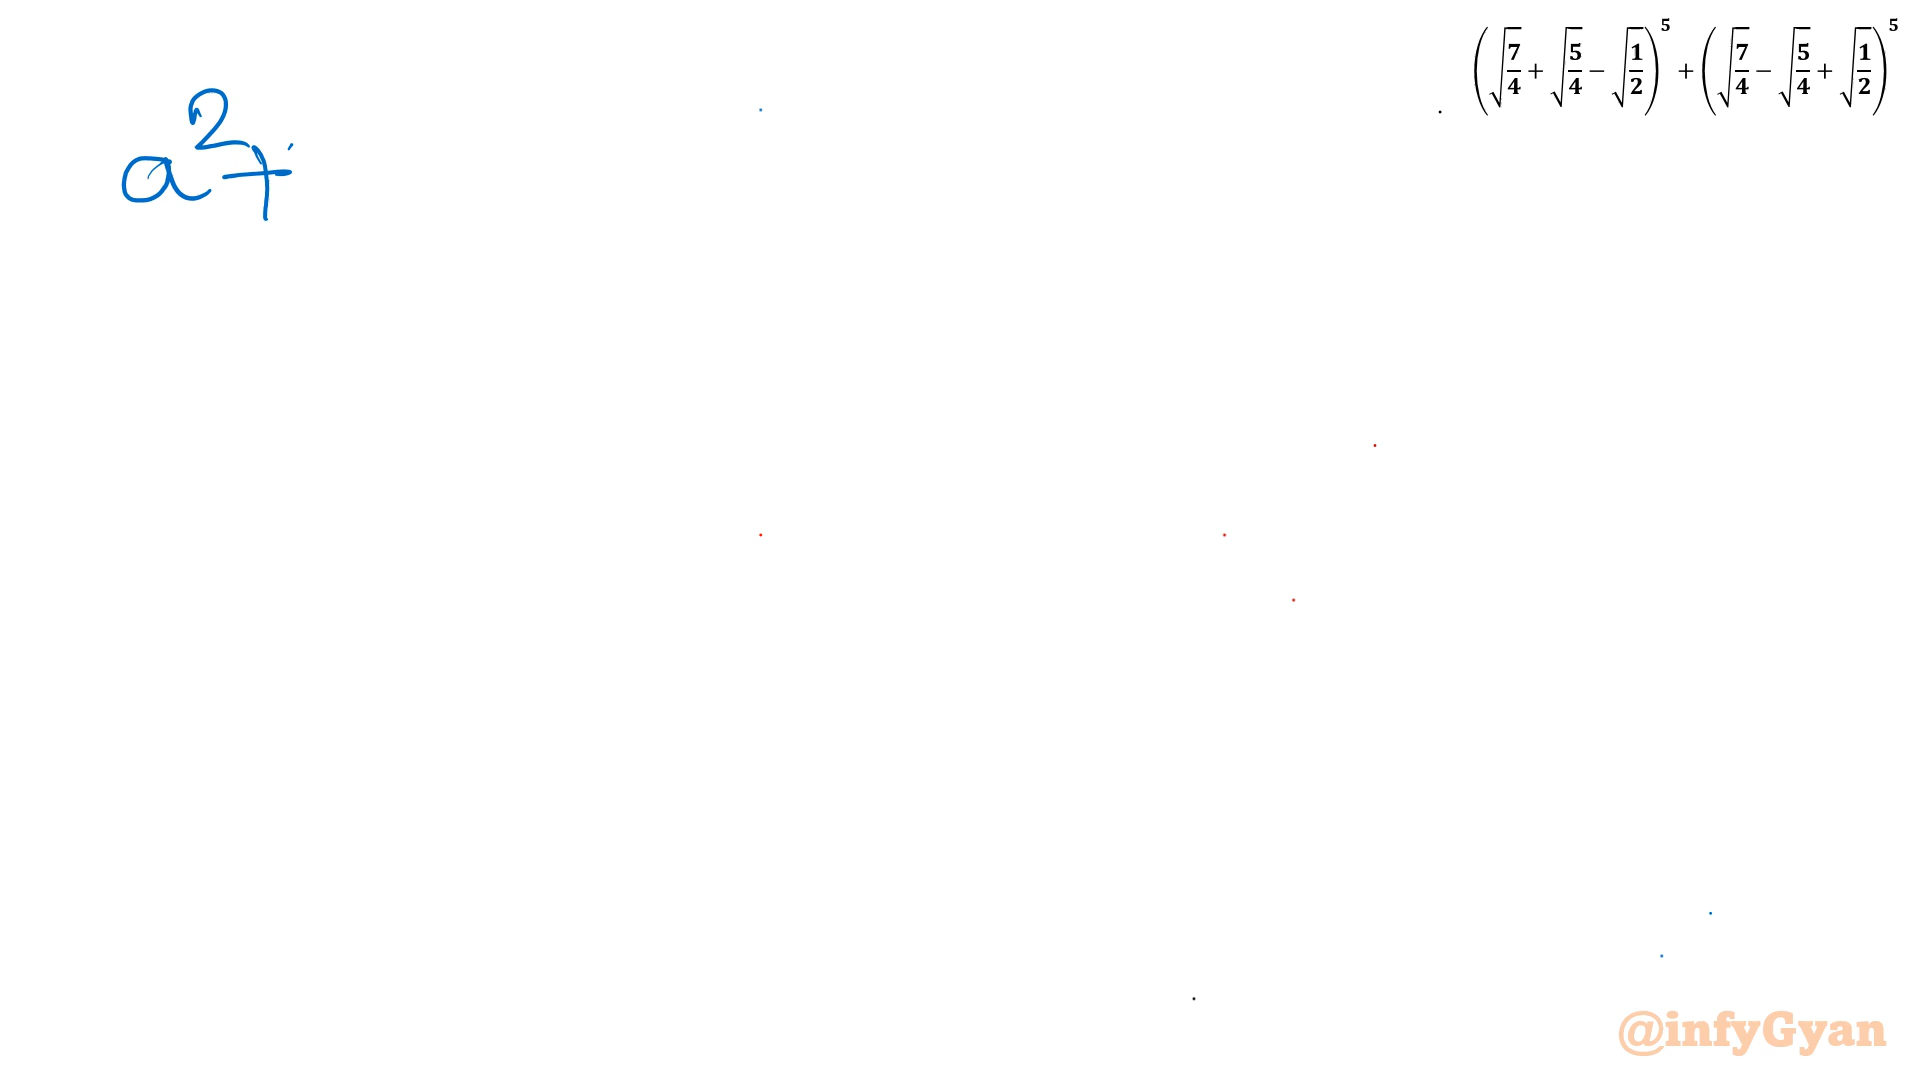 (√(7/4) + √(5/4) − √(1/2))⁵ + (√(7/4) − √(5/4) + √(1/2))⁵
a² +
@infyGyan